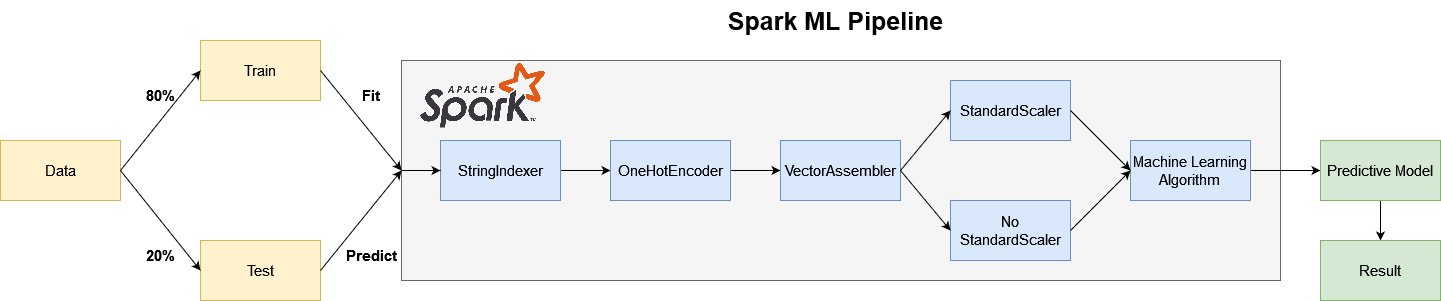 Spark ML Pipeline
Data
80%
20%
Train
Test
Fit
Predict
APACHE
Spark
StringIndexer
OneHotEncoder
VectorAssembler
StandardScaler
No
StandardScaler
Machine Learning
Algorithm
Predictive Model
Result